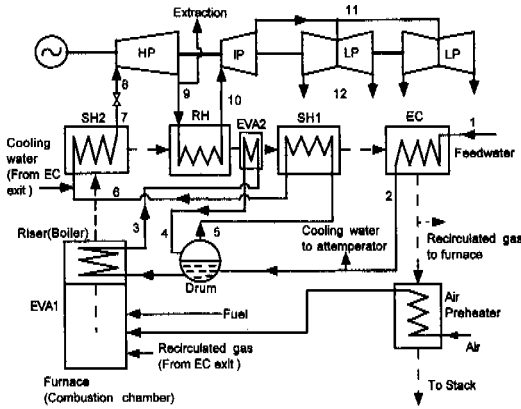 Extraction
11
HP
IP
LP
LP
8
9
10
12
7
SH2
RH
EVA2
SH1
EC
1
Feedwater
Cooling
water
(From EC
exit )
6
2
3
4
5
Riser(Boiler)
Cooling water
to attemperator
Recirculated gas
to furnace
Drum
EVA1
Fuel
Air
Preheater
Recirculated gas
(From EC exit )
Air
Furnace
(Combustion chamber)
To Stack